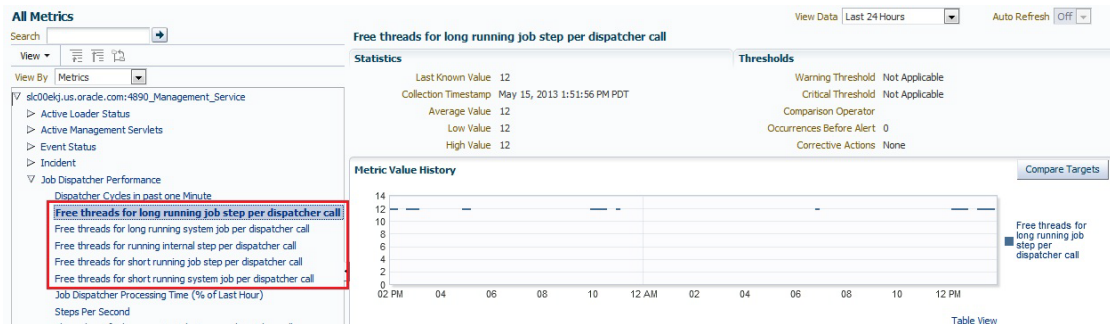 All Metrics
View Data Last 24 Hours Auto Refresh Off
Search
Free threads for long running job step per dispatcher call
View
View By Metrics
slc00ekj.us.oracle.com:4890_Management_Service
Active Loader Status
Active Management Servlets
Event Status
Incident
Job Dispatcher Performance
Dispatcher Cycles in past one Minute
Free threads for long running job step per dispatcher call
Free threads for long running system job per dispatcher call
Free threads for running internal step per dispatcher call
Free threads for short running job step per dispatcher call
Free threads for short running system job per dispatcher call
Job Dispatcher Processing Time (% of Last Hour)
Steps Per Second
Statistics
Last Known Value 12
Collection Timestamp May 15, 2013 1:51:56 PM PDT
Average Value 12
Low Value 12
High Value 12
Thresholds
Warning Threshold Not Applicable
Critical Threshold Not Applicable
Comparison Operator
Occurrences Before Alert 0
Corrective Actions None
Metric Value History
Compare Targets
14
12
10
8
6
4
2
0
02 PM 04 06 08 10 12 AM 02 04 06 08 10 12 PM
Free threads for
long running job
step per
dispatcher call
Table View